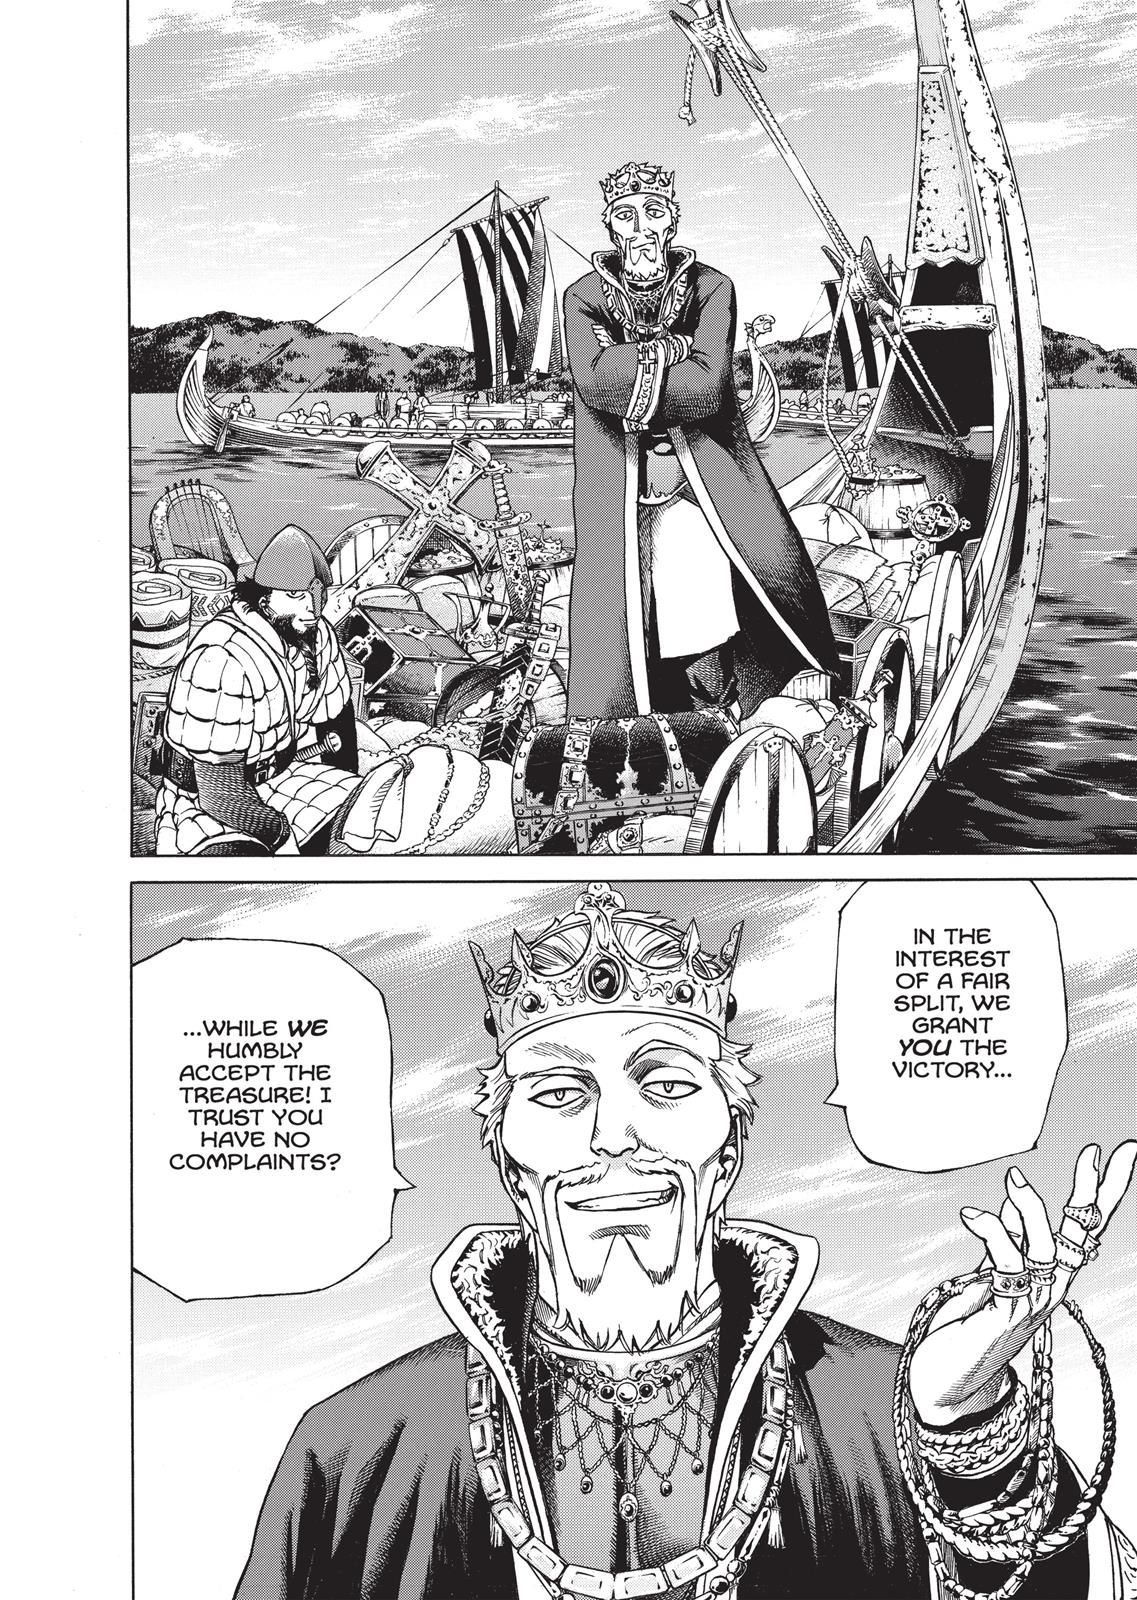 IN THE
INTEREST
OF A FAIR
SPLIT, WE
GRANT
YOU THE
VICTORY...
...WHILE WE
HUMBLY
ACCEPT THE
TREASURE! I
TRUST YOU
HAVE NO
COMPLAINTS?